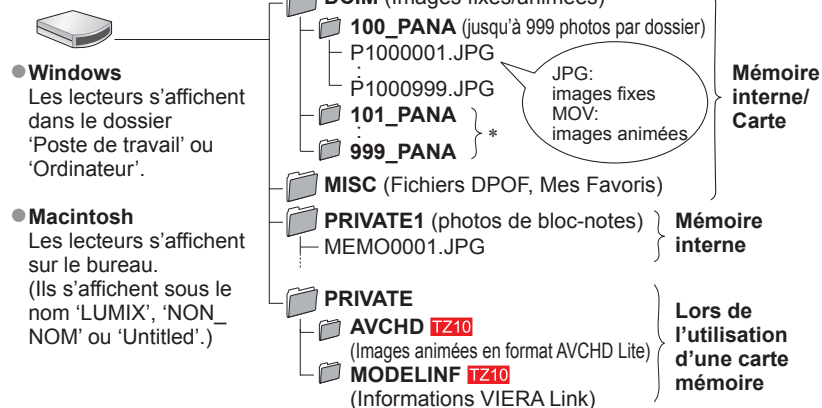 DCIM (Images fixes/animées)
100_PANA (jusqu'à 999 photos par dossier)
P1000001.JPG
P1000999.JPG
JPG:
images fixes
MOV:
images animées
101_PANA
999_PANA
*
Mémoire
interne/
Carte
MISC (Fichiers DPOF, Mes Favoris)
PRIVATE1 (photos de bloc-notes)
MEMO0001.JPG
Mémoire
interne
PRIVATE
AVCHD TZ10
(Images animées en format AVCHD Lite)
MODELINF TZ10
(Informations VIERA Link)
Lors de
l'utilisation
d'une carte
mémoire
●Windows
Les lecteurs s'affichent
dans le dossier
'Poste de travail' ou
'Ordinateur'.
●Macintosh
Les lecteurs s'affichent
sur le bureau.
(Ils s'affichent sous le
nom 'LUMIX', 'NON_
NOM' ou 'Untitled'.)